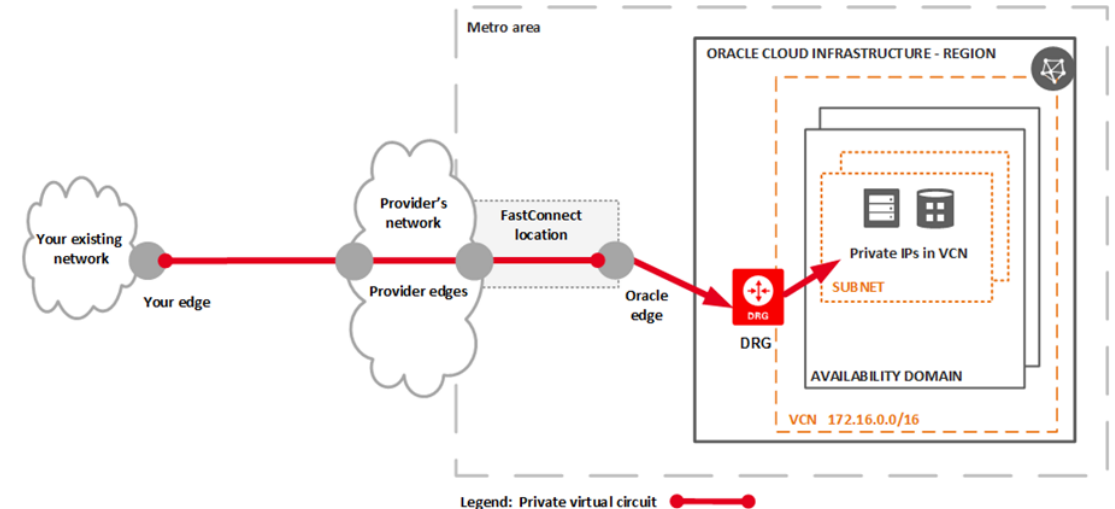 Metro area
ORACLE CLOUD INFRASTRUCTURE - REGION
Provider's
network
FastConnect
location
Your existing
network
Private IPs in VCN
Provider edges
SUBNET
Your edge
Oracle
edge
DRG
DRG
AVAILABILITY DOMAIN
VCN 172.16.0.0/16
Legend: Private virtual circuit